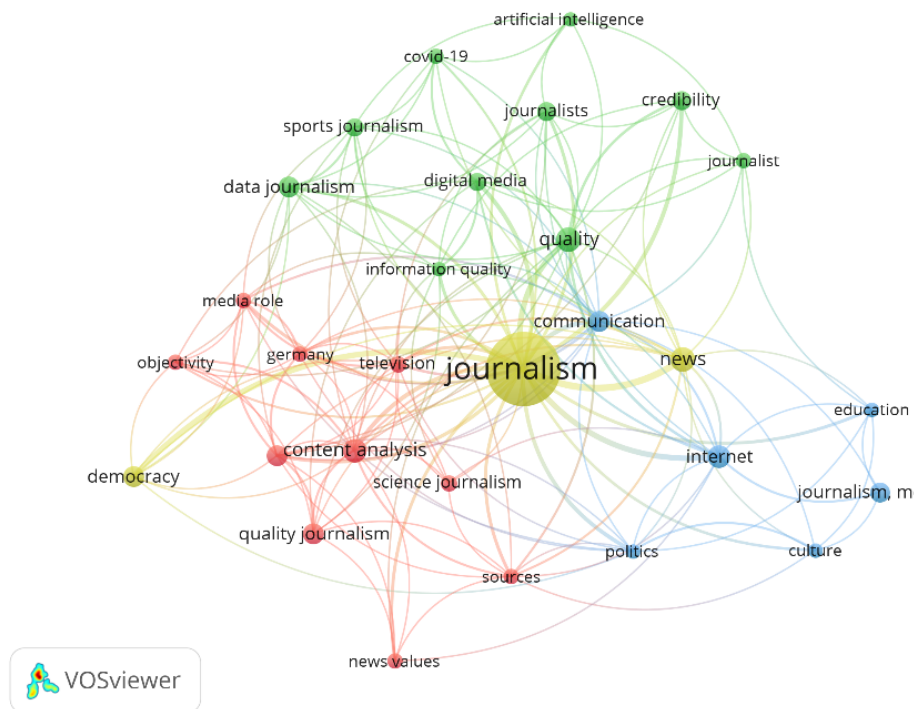 artificial intelligence
covid-19
credibility
journalists
sports journalism
journalist
digital media
data journalism
quality
information quality
media role
communication
germany
objectivity
television
journalism
news
education
content analysis
internet
democracy
science journalism
journalism, m
quality journalism
politics
culture
sources
news values
VOSviewer